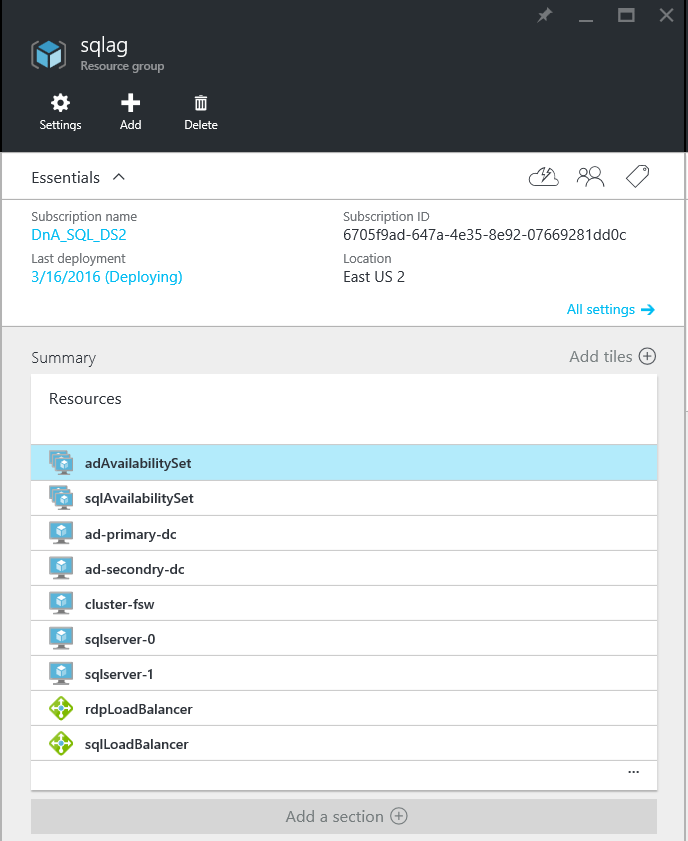 sqlag
Resource group
Settings
Add
Delete
Essentials
Subscription name
DnA_SQL_DS2
Subscription ID
6705f9ad-647a-4e35-8e92-07669281dd0c
Last deployment
3/16/2016 (Deploying)
Location
East US 2
All settings
Summary
Add tiles
Resources
adAvailabilitySet
sqlAvailabilitySet
ad-primary-dc
ad-secondry-dc
cluster-fsw
sqlserver-0
sqlserver-1
rdpLoadBalancer
sqlLoadBalancer
...
Add a section